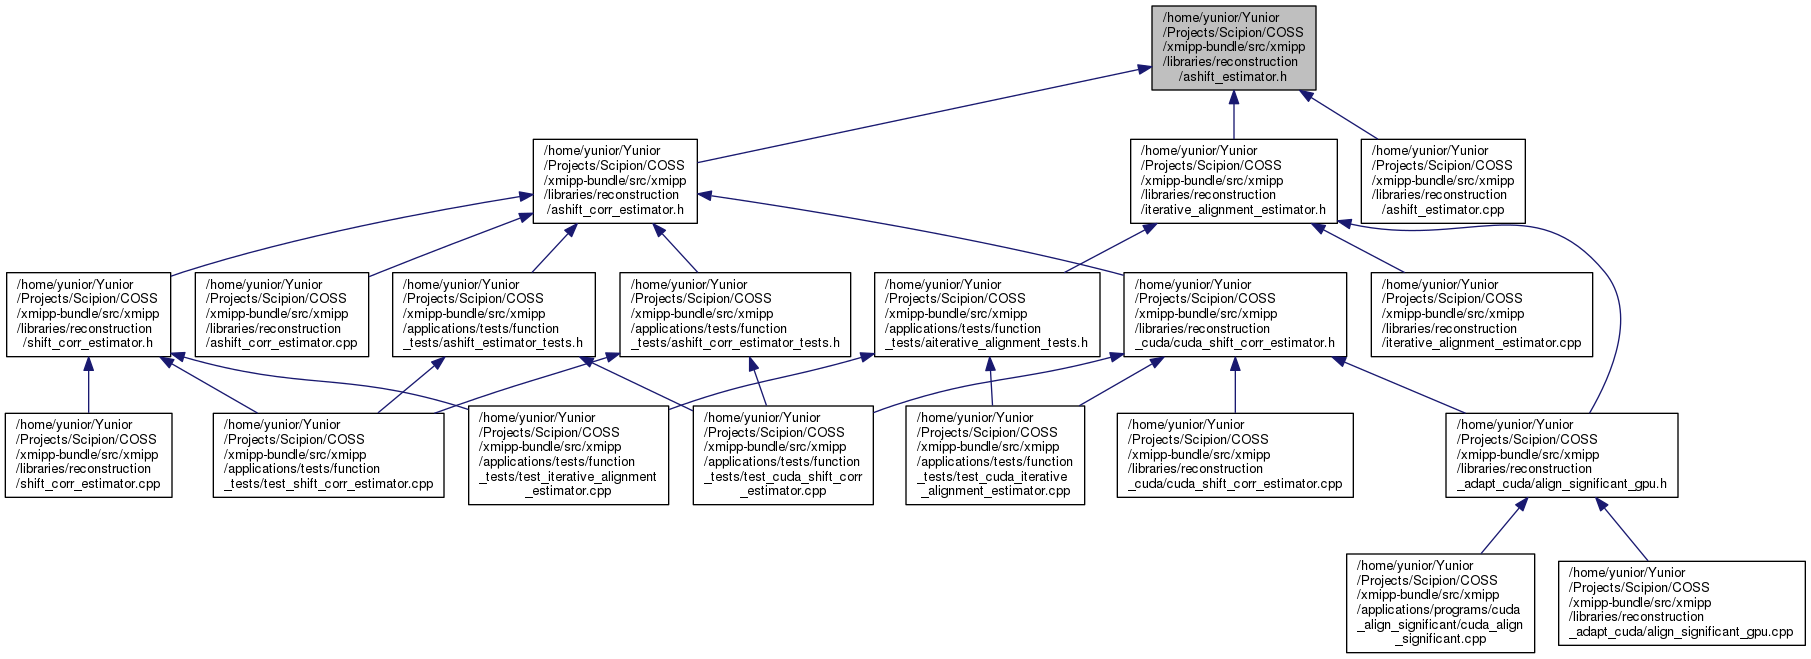 /home/yunior/Yunior
/Projects/Scipion/COSS
/xmipp-bundle/src/xmipp
/libraries/reconstruction
/ashift_estimator.h
/home/yunior/Yunior
/Projects/Scipion/COSS
/xmipp-bundle/src/xmipp
/libraries/reconstruction
/ashift_corr_estimator.h
/home/yunior/Yunior
/Projects/Scipion/COSS
/xmipp-bundle/src/xmipp
/libraries/reconstruction
/iterative_alignment_estimator.h
/home/yunior/Yunior
/Projects/Scipion/COSS
/xmipp-bundle/src/xmipp
/libraries/reconstruction
/ashift_estimator.cpp
/home/yunior/Yunior
/Projects/Scipion/COSS
/xmipp-bundle/src/xmipp
/libraries/reconstruction
/shift_corr_estimator.h
/home/yunior/Yunior
/Projects/Scipion/COSS
/xmipp-bundle/src/xmipp
/libraries/reconstruction
/ashift_corr_estimator.cpp
/home/yunior/Yunior
/Projects/Scipion/COSS
/xmipp-bundle/src/xmipp
/applications/tests/function
_tests/ashift_estimator_tests.h
/home/yunior/Yunior
/Projects/Scipion/COSS
/xmipp-bundle/src/xmipp
/applications/tests/function
_tests/ashift_corr_estimator_tests.h
/home/yunior/Yunior
/Projects/Scipion/COSS
/xmipp-bundle/src/xmipp
/applications/tests/function
_tests/aiterative_alignment_tests.h
/home/yunior/Yunior
/Projects/Scipion/COSS
/xmipp-bundle/src/xmipp
/libraries/reconstruction
_cuda/cuda_shift_corr_estimator.h
/home/yunior/Yunior
/Projects/Scipion/COSS
/xmipp-bundle/src/xmipp
/libraries/reconstruction
/iterative_alignment_estimator.cpp
/home/yunior/Yunior
/Projects/Scipion/COSS
/xmipp-bundle/src/xmipp
/libraries/reconstruction
/shift_corr_estimator.cpp
/home/yunior/Yunior
/Projects/Scipion/COSS
/xmipp-bundle/src/xmipp
/applications/tests/function
_tests/test_shift_corr_estimator.cpp
/home/yunior/Yunior
/Projects/Scipion/COSS
/xmipp-bundle/src/xmipp
/applications/tests/function
_tests/test_iterative_alignment
_estimator.cpp
/home/yunior/Yunior
/Projects/Scipion/COSS
/xmipp-bundle/src/xmipp
/applications/tests/function
_tests/test_cuda_shift_corr
_estimator.cpp
/home/yunior/Yunior
/Projects/Scipion/COSS
/xmipp-bundle/src/xmipp
/applications/tests/function
_tests/test_cuda_iterative
_alignment_estimator.cpp
/home/yunior/Yunior
/Projects/Scipion/COSS
/xmipp-bundle/src/xmipp
/libraries/reconstruction
_cuda/cuda_shift_corr_estimator.cpp
/home/yunior/Yunior
/Projects/Scipion/COSS
/xmipp-bundle/src/xmipp
/libraries/reconstruction
_adapt_cuda/align_significant_gpu.h
/home/yunior/Yunior
/Projects/Scipion/COSS
/xmipp-bundle/src/xmipp
/applications/programs/cuda
_align_significant/cuda_align
_significant.cpp
/home/yunior/Yunior
/Projects/Scipion/COSS
/xmipp-bundle/src/xmipp
/libraries/reconstruction
_adapt_cuda/align_significant_gpu.cpp